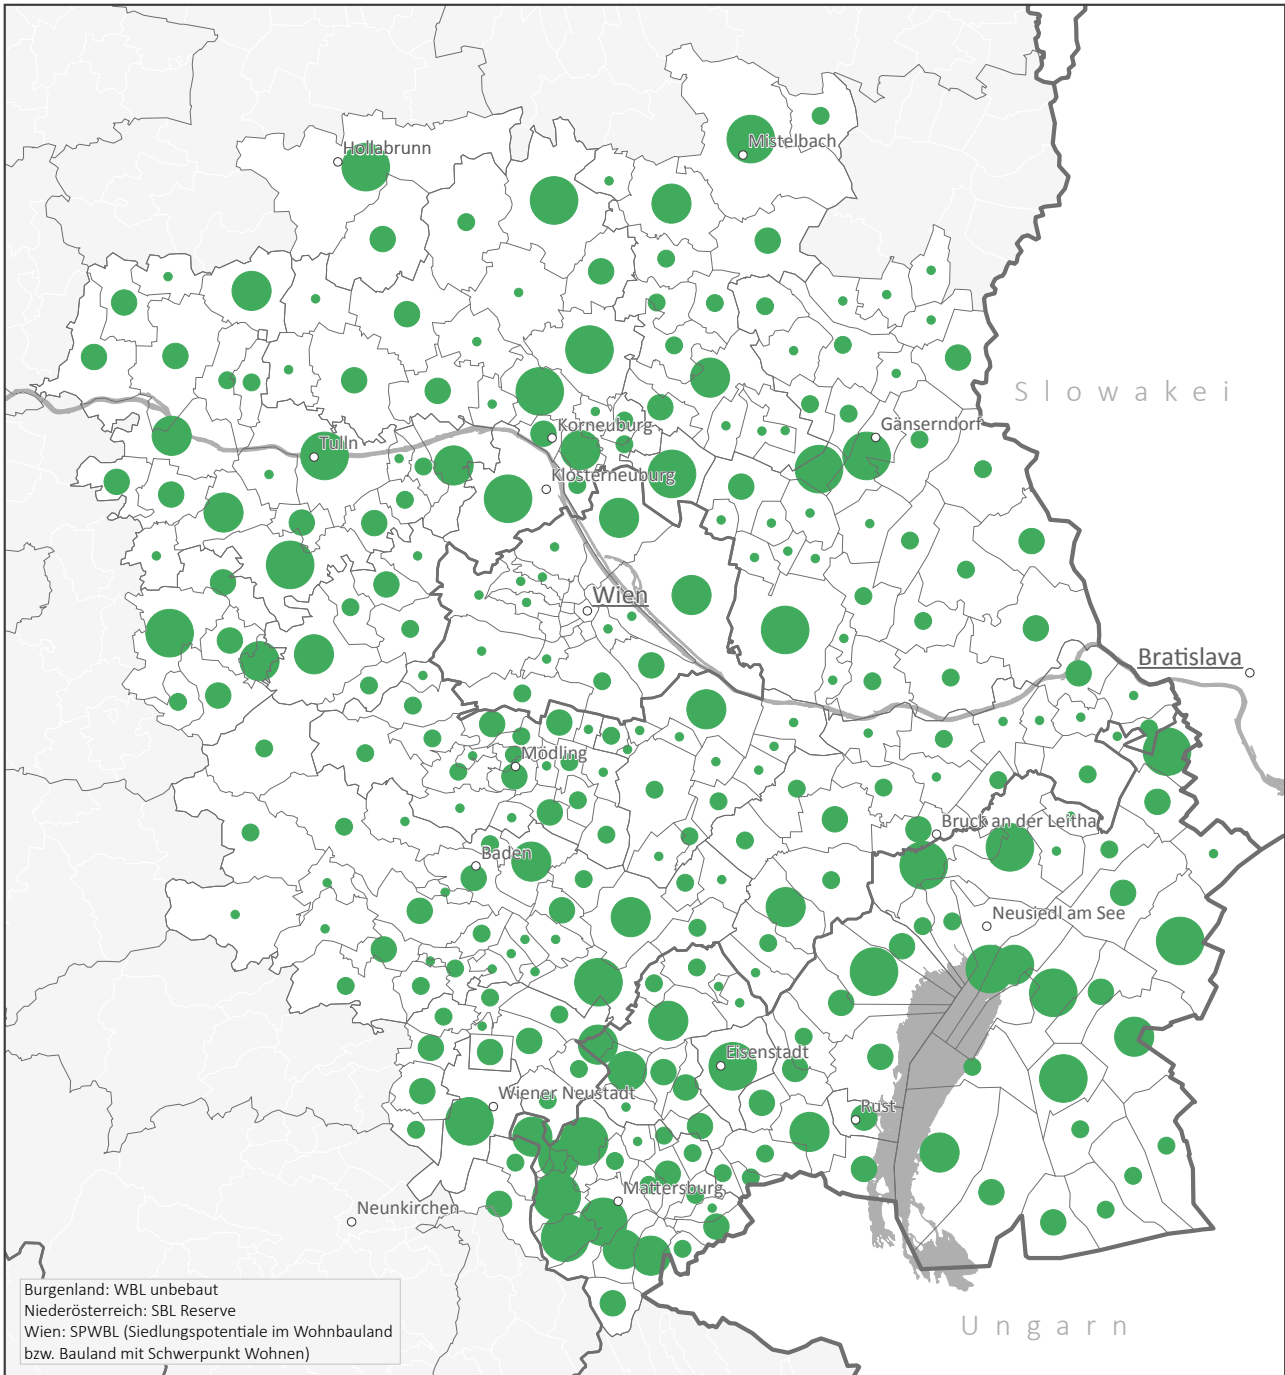 Hollabrunn
Mistelbach
Slowakei
Korneuburg
Gänserndorf
Tulln
Klosterneuburg
Wien
Bratislava
Mödling
Bruck an der Leitha
Baden
Neusiedl am See
Eisenstadt
Wiener Neustadt
Rust
Mattersburg
Neunkirchen
Ungarn
Burgenland: WBL unbebaut
Niederösterreich: SBL Reserve
Wien: SPWBL (Siedlungspotentiale im Wohnbauland
bzw. Bauland mit Schwerpunkt Wohnen)